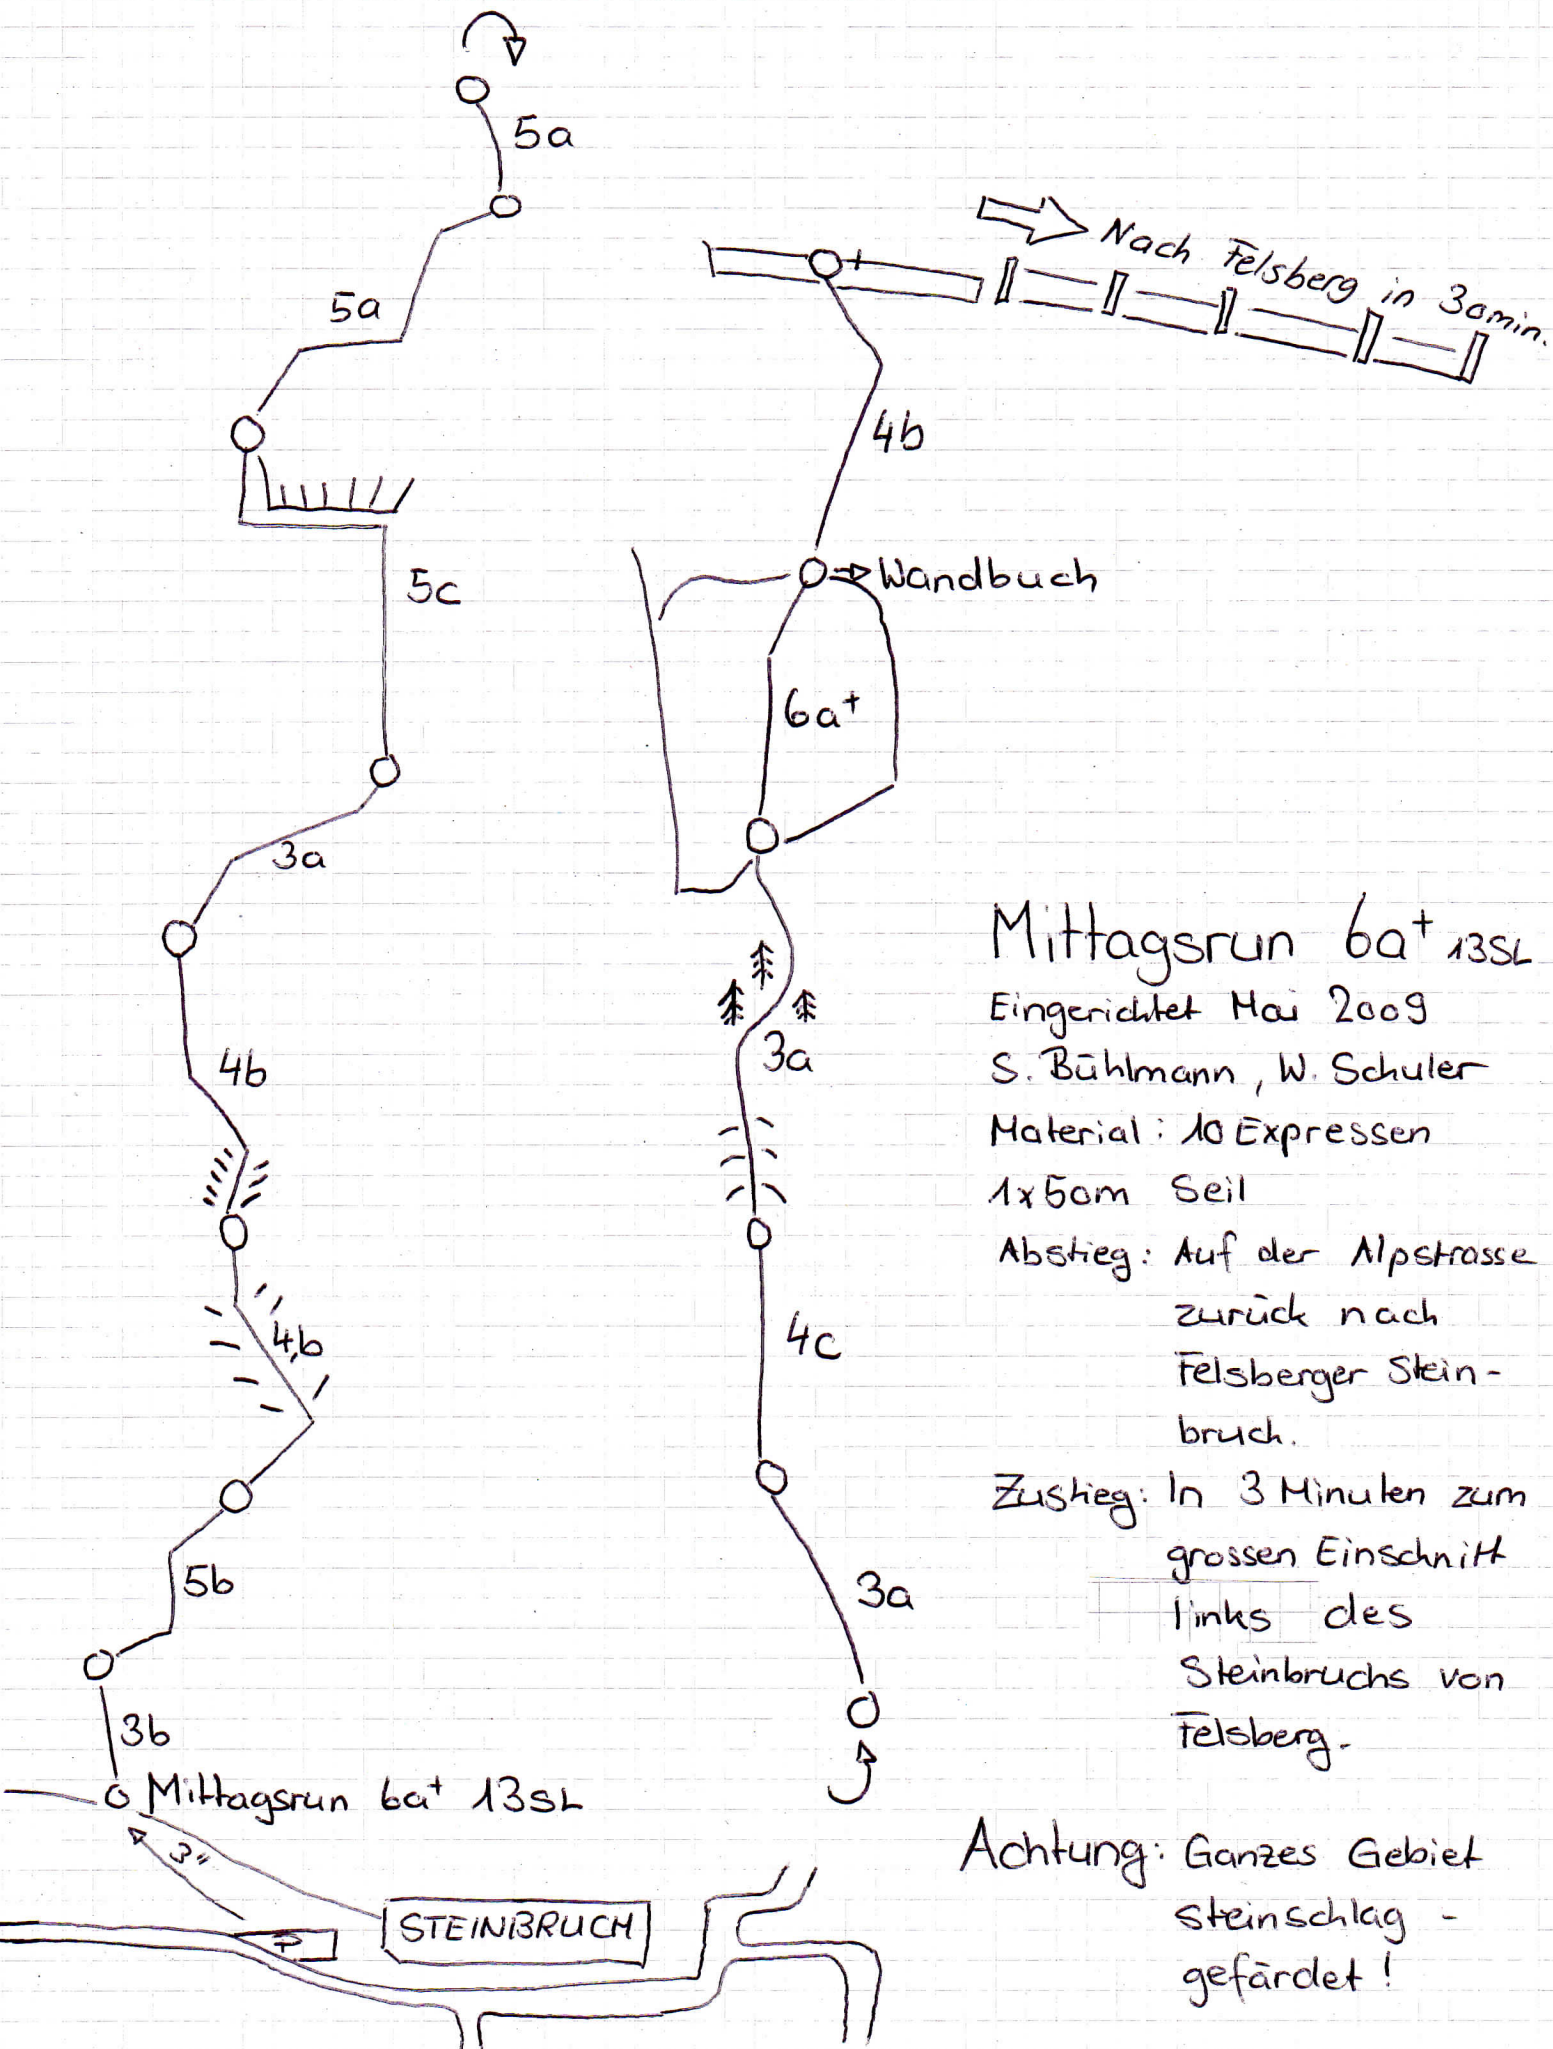 5a
5a
5c
3a
4b
4b
5b
3b
Mittagsrun 6a+ 13SL
3"
P
STEINBRUCH
Nach Felsberg in 30min.
4b
Wandbuch
6a+
3a
4c
3a
Mittagsrun 6a+ 13SL
Eingerichtet Mai 2009
S. Bühlmann, W. Schuler
Material: 10 Expressen
1x50m Seil
Abstieg: Auf der Alpstrasse
zurück nach
Felsberger Stein-
bruch.
Zustieg: In 3 Minuten zum
grossen Einschnitt
links des
Steinbruchs von
Felsberg.
Achtung: Ganzes Gebiet
steinschlag-
gefärdet!